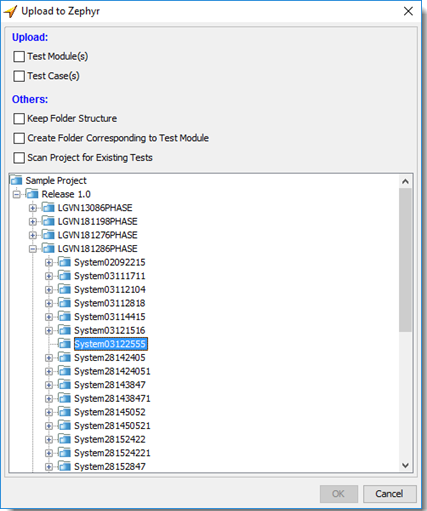 Upload to Zephyr
Upload:
Test Module(s)
Test Case(s)
Others:
Keep Folder Structure
Create Folder Corresponding to Test Module
Scan Project for Existing Tests
Sample Project
Release 1.0
LGVN13086PHASE
LGVN181198PHASE
LGVN181276PHASE
LGVN181286PHASE
System02092215
System03111711
System03112104
System03112818
System03114415
System03121516
System03122555
System28142405
System281424051
System28143847
System281438471
System28145052
System281450521
System28152422
System281524221
System28152847
OK
Cancel